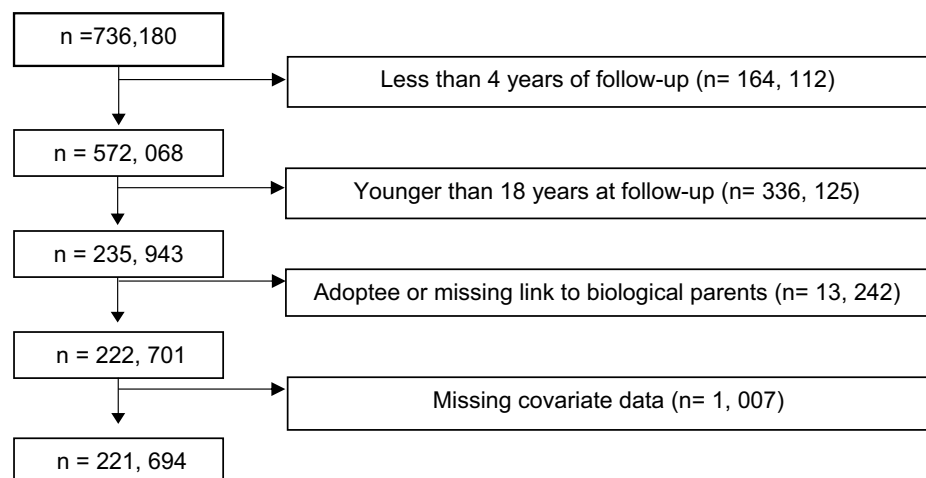 n =736,180
Less than 4 years of follow-up (n= 164, 112)
n = 572, 068
Younger than 18 years at follow-up (n= 336, 125)
n = 235, 943
Adoptee or missing link to biological parents (n= 13, 242)
n = 222, 701
Missing covariate data (n= 1, 007)
n = 221, 694